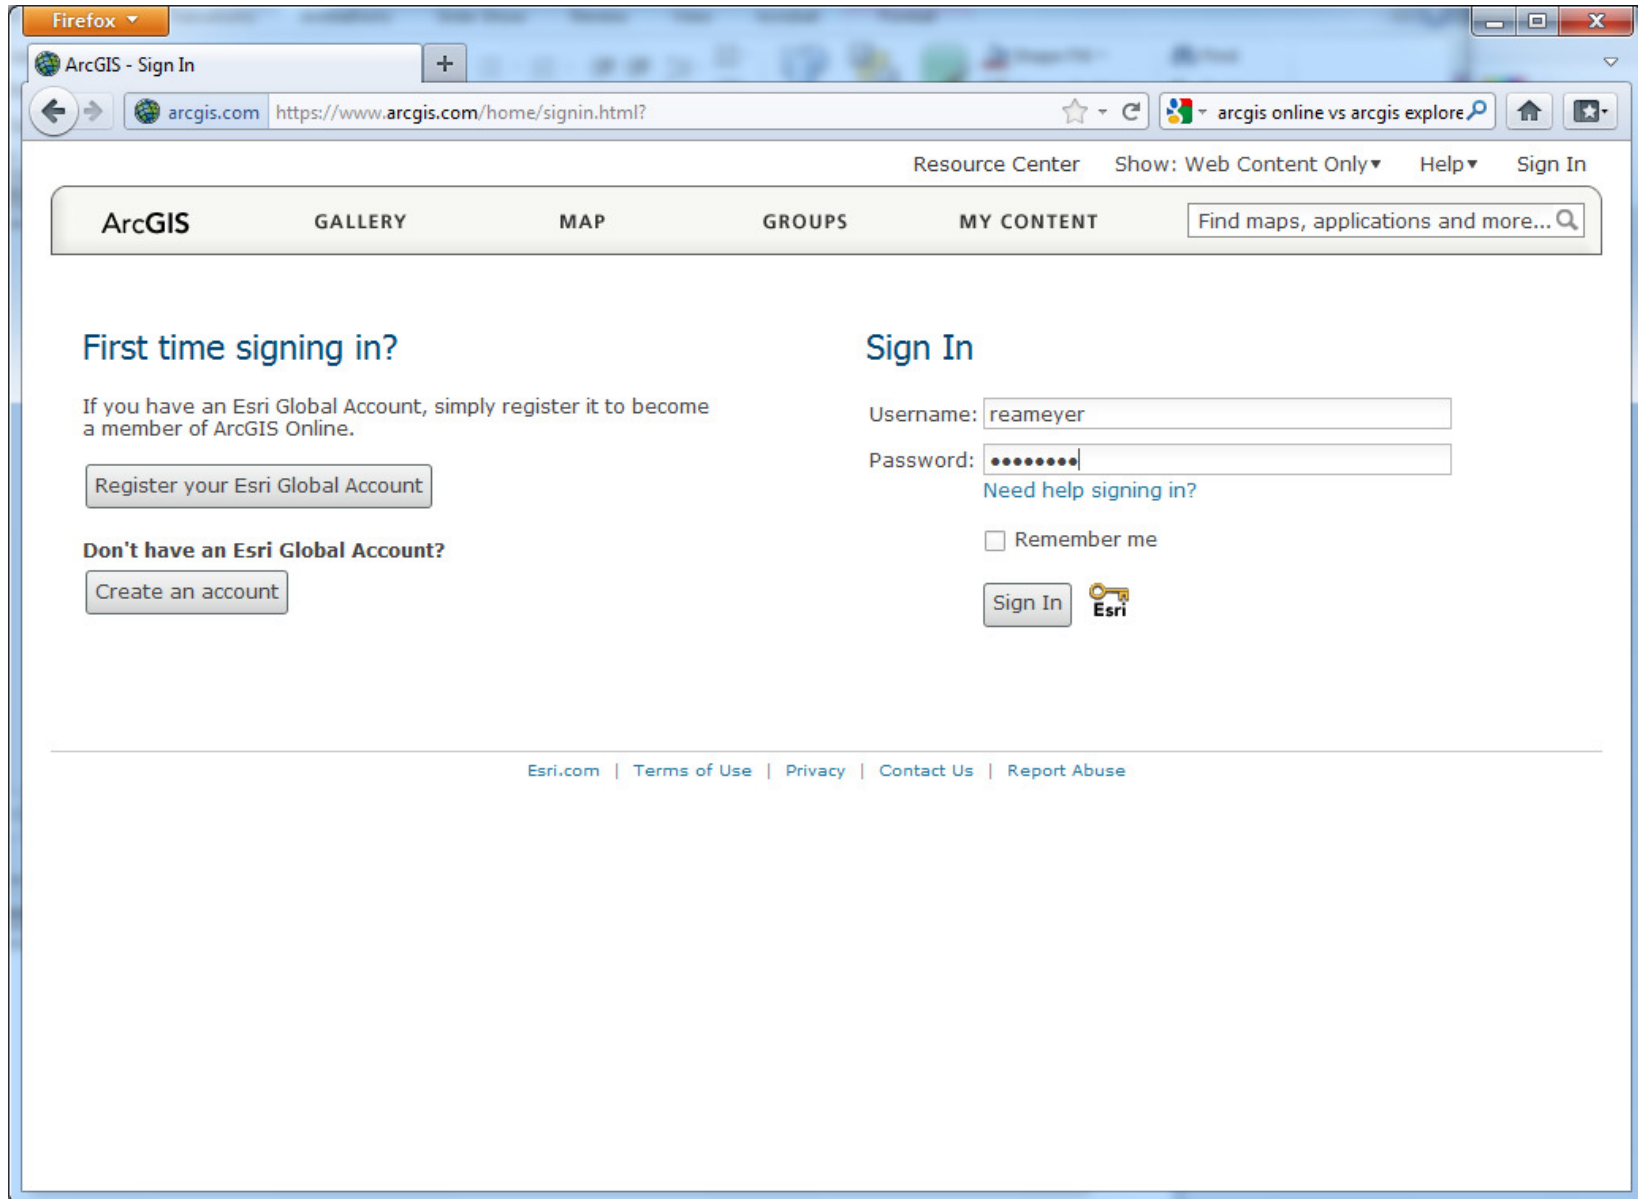 Firefox
ArcGIS - Sign In
arcgis.com https://www.arcgis.com/home/signin.html?
arcgis online vs arcgis explore
Resource Center Show: Web Content Only Help Sign In
ArcGIS GALLERY MAP GROUPS MY CONTENT Find maps, applications and more...
First time signing in?
If you have an Esri Global Account, simply register it to become
a member of ArcGIS Online.
Register your Esri Global Account
Don't have an Esri Global Account?
Create an account
Sign In
Username: reameyer
Password: ••••••••
Need help signing in?
Remember me
Sign In Esri
Esri.com | Terms of Use | Privacy | Contact Us | Report Abuse